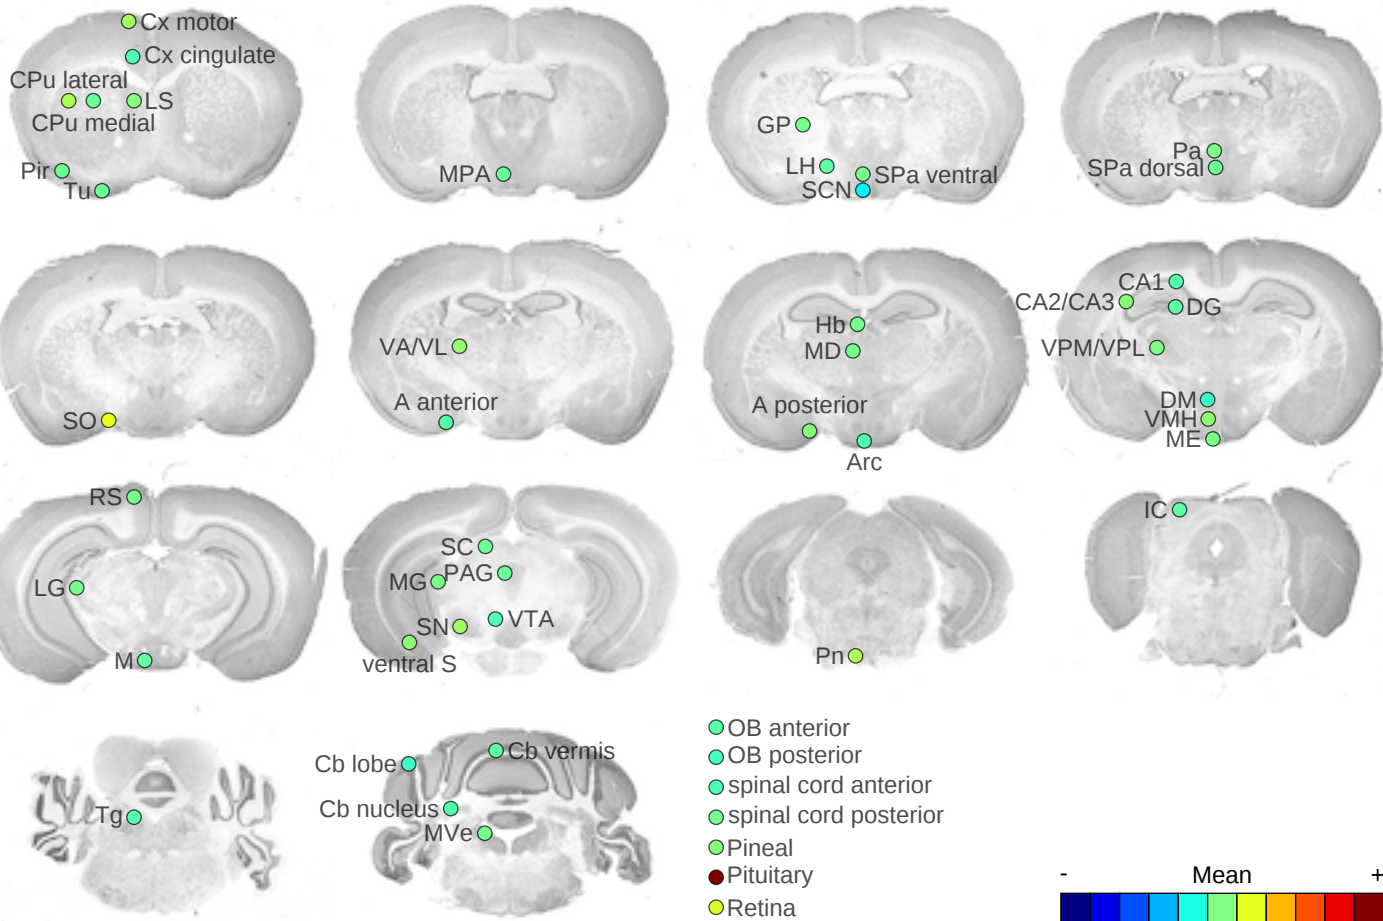 Cx motor
Cx cingulate
CPu lateral
LS
CPu medial
Pir
Tu
MPA
GP
LH
SPa ventral
SCN
Pa
SPa dorsal
SO
VA/VL
A anterior
Hb
MD
A posterior
Arc
CA1
CA2/CA3
DG
VPM/VPL
DM
VMH
ME
RS
LG
M
SC
MG
PAG
SN
VTA
ventral S
Pn
IC
Tg
Cb lobe
Cb vermis
Cb nucleus
MVe
OB anterior
OB posterior
spinal cord anterior
spinal cord posterior
Pineal
Pituitary
Retina
- Mean +